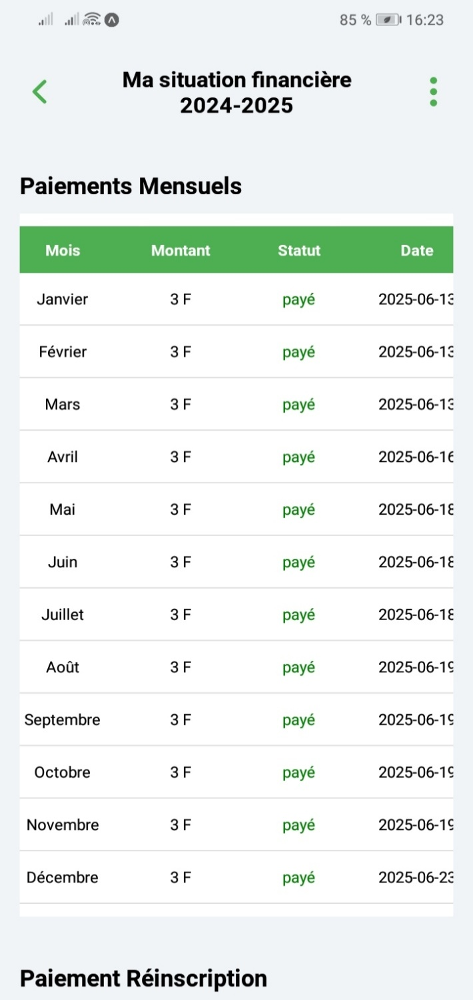 85 % 16:23
Ma situation financière
2024-2025
Paiements Mensuels
Mois Montant Statut Date
Janvier 3 F payé 2025-06-13
Février 3 F payé 2025-06-13
Mars 3 F payé 2025-06-13
Avril 3 F payé 2025-06-16
Mai 3 F payé 2025-06-18
Juin 3 F payé 2025-06-18
Juillet 3 F payé 2025-06-18
Août 3 F payé 2025-06-19
Septembre 3 F payé 2025-06-19
Octobre 3 F payé 2025-06-19
Novembre 3 F payé 2025-06-19
Décembre 3 F payé 2025-06-23
Paiement Réinscription